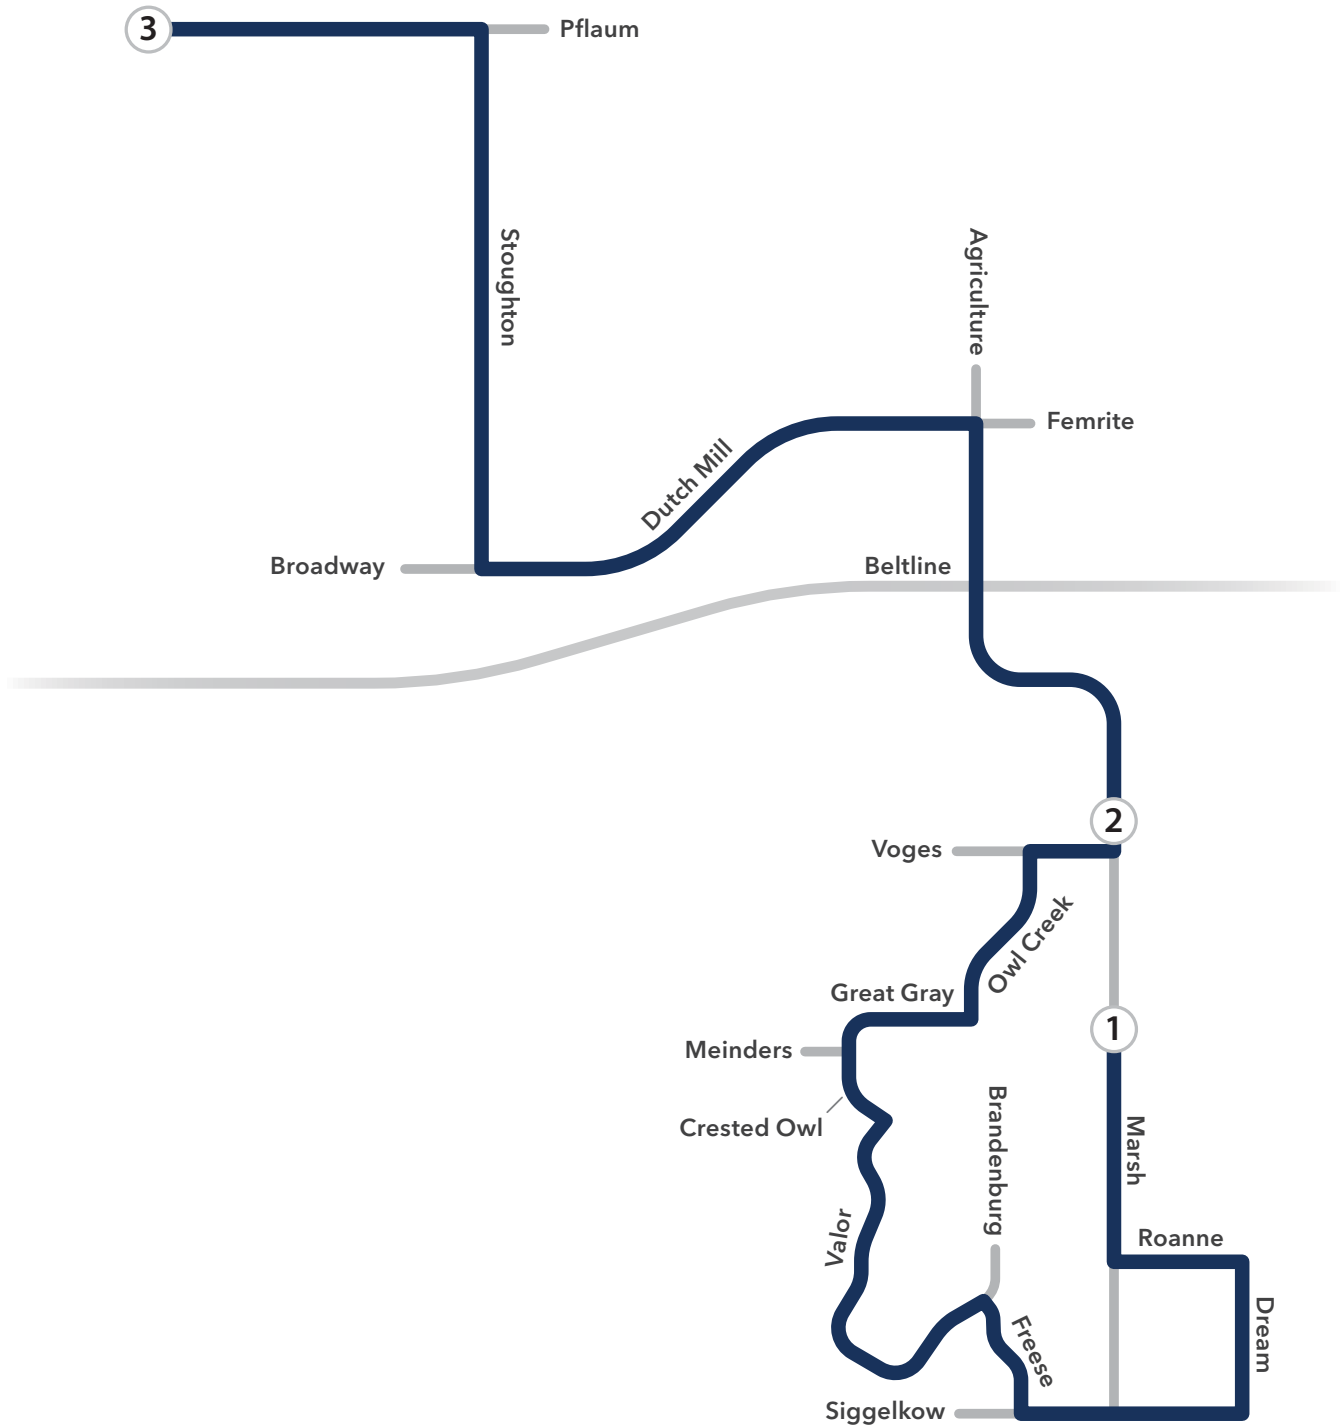 3
Pflaum
Stoughton
Agriculture
Femrite
Dutch Mill
Broadway
Beltline
2
Voges
Owl Creek
Great Gray
1
Meinders
Brandenburg
Crested Owl
Marsh
Valor
Roanne
Dream
Freese
Siggelkow